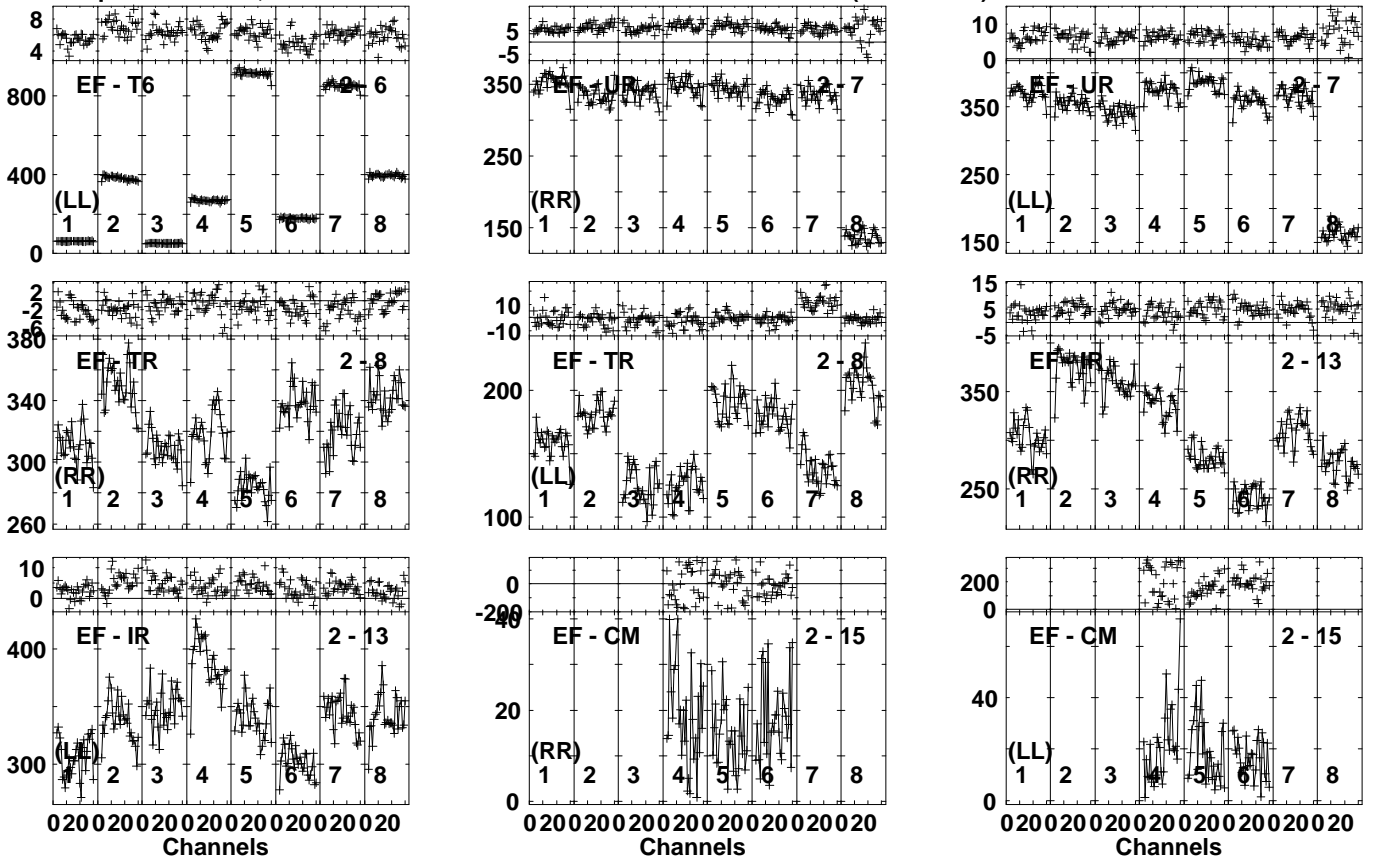 8
4
EF - T6 2 - 6
800
400
0
(LL)
1 2 3 4 5 6 7 8
5
-5
EF - UR 2 - 7
350
250
150
(RR)
1 2 3 4 5 6 7 8
10
0
EF - UR 2 - 7
350
250
150
(LL)
1 2 3 4 5 6 7 8
2
-2
-6
380
EF - TR 2 - 8
340
300
260
(RR)
1 2 3 4 5 6 7 8
10
-10
EF - TR 2 - 8
200
100
(LL)
1 2 3 4 5 6 7 8
15
5
-5
EF - IR 2 - 13
350
250
(RR)
1 2 3 4 5 6 7 8
10
0
EF - IR 2 - 13
400
300
(LL)
1 2 3 4 5 6 7 8
0 20 0 20 0 20 0 20 0 20 0 20 0 20 0 20
Channels
0
-200
40
EF - CM 2 - 15
20
0
(RR)
1 2 3 4 5 6 7 8
0 20 0 20 0 20 0 20 0 20 0 20 0 20 0 20
Channels
200
0
EF - CM 2 - 15
40
0
(LL)
1 2 3 4 5 6 7 8
0 20 0 20 0 20 0 20 0 20 0 20 0 20 0 20
Channels